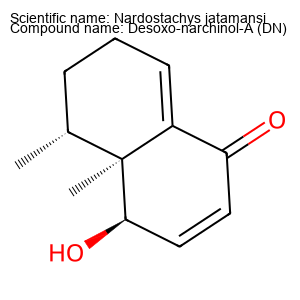 Scientific name: Nardostachys jatamansi
Compound name: Desoxo-narchinol-A (DN)
O
HO